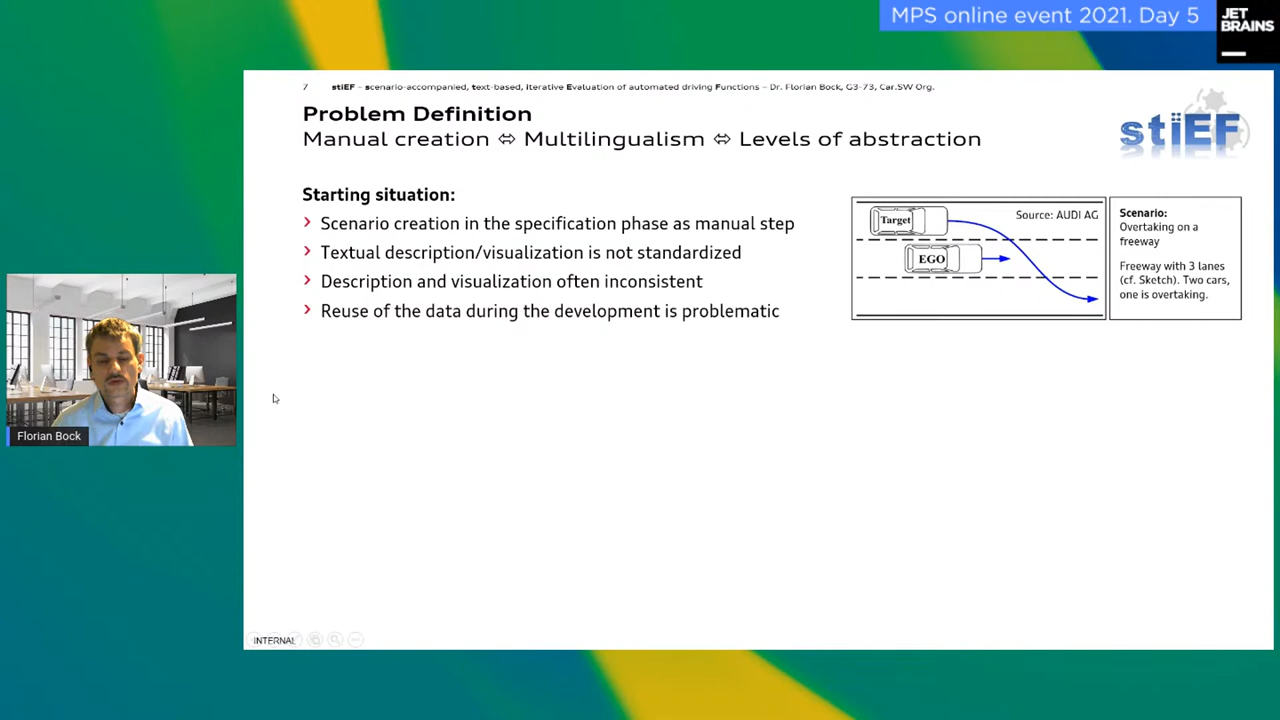 MPS online event 2021. Day 5
JET
BRAINS
7 stiEF – scenario-accompanied, text-based, iterative Evaluation of automated driving Functions – Dr. Florian Bock, G3-73, Car.SW Org.
Problem Definition
Manual creation ⇔ Multilingualism ⇔ Levels of abstraction
stiEF
Starting situation:
› Scenario creation in the specification phase as manual step
› Textual description/visualization is not standardized
› Description and visualization often inconsistent
› Reuse of the data during the development is problematic
Target
Source: AUDI AG
EGO
Scenario:
Overtaking on a
freeway
Freeway with 3 lanes
(cf. Sketch). Two cars,
one is overtaking.
Florian Bock
INTERNAL